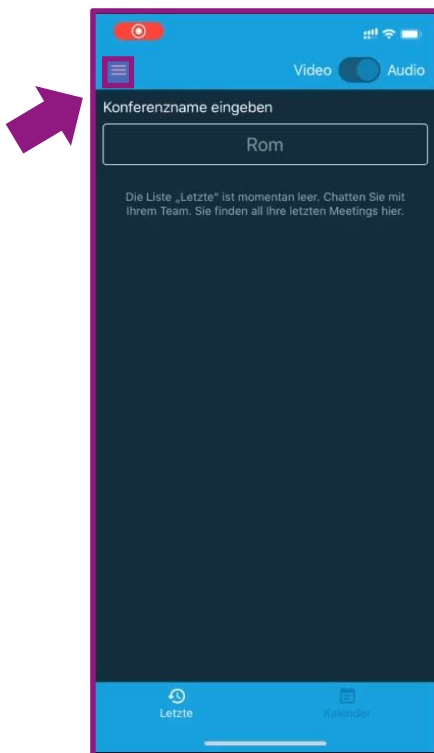 Video Audio
Konferenzname eingeben
Rom
Die Liste „Letzte“ ist momentan leer. Chatten Sie mit
Ihrem Team. Sie finden all Ihre letzten Meetings hier.
Letzte Kalender